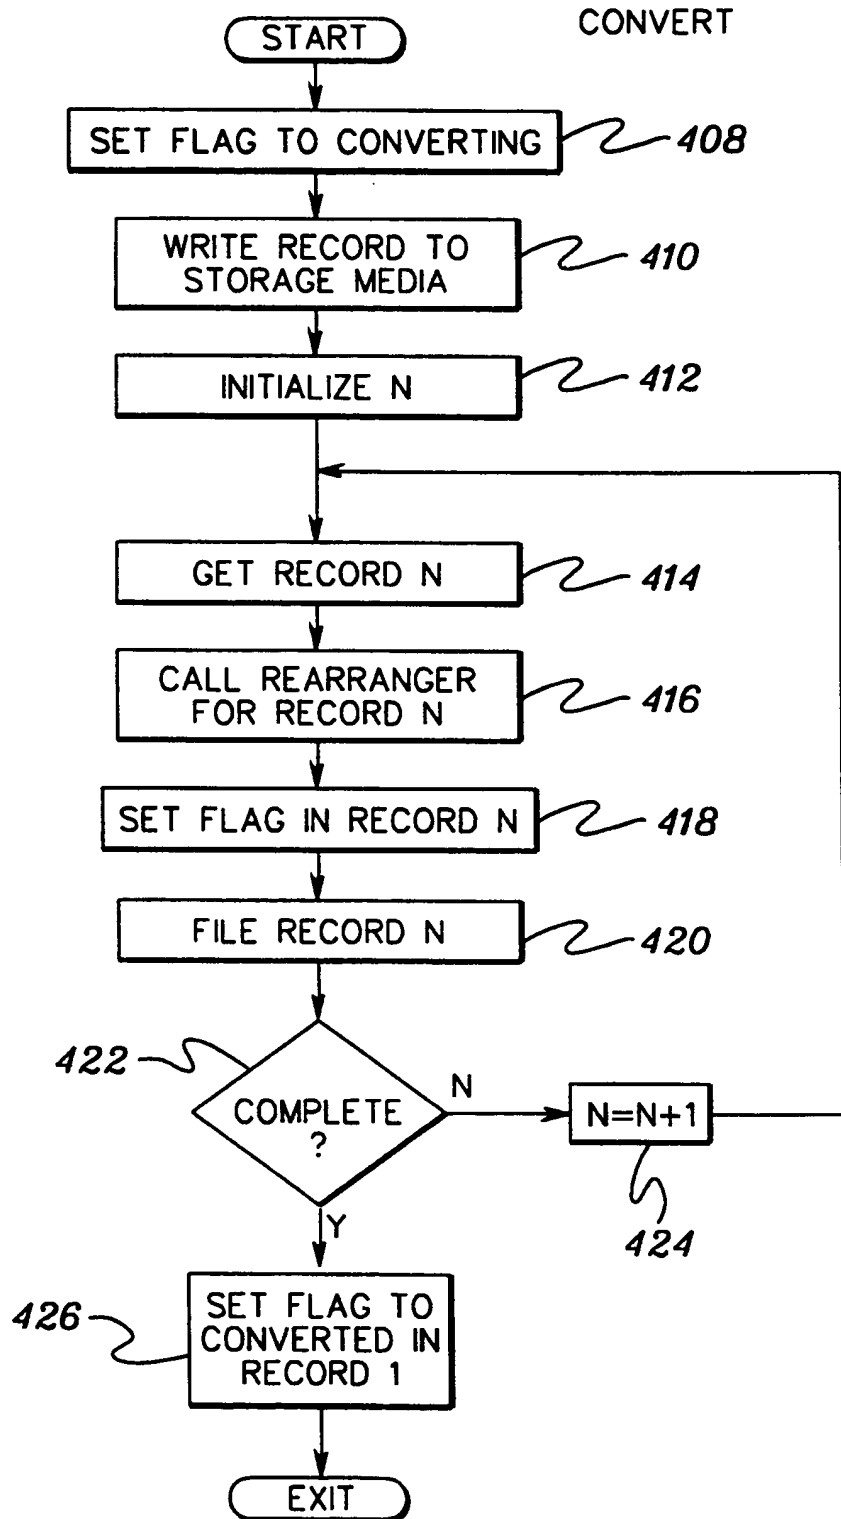 CONVERT
START
SET FLAG TO CONVERTING
408
WRITE RECORD TO
STORAGE MEDIA
410
INITIALIZE N
412
GET RECORD N
414
CALL REARRANGER
FOR RECORD N
416
SET FLAG IN RECORD N
418
FILE RECORD N
420
422
COMPLETE
?
N
N=N+1
424
Y
426
SET FLAG TO
CONVERTED IN
RECORD 1
EXIT